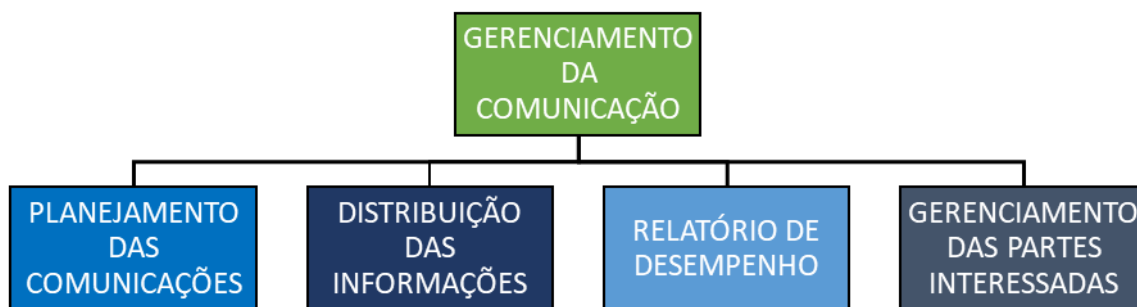 GERENCIAMENTO
DA
COMUNICAÇÃO
PLANEJAMENTO
DAS
COMUNICAÇÕES
DISTRIBUIÇÃO
DAS
INFORMAÇÕES
RELATÓRIO DE
DESEMPENHO
GERENCIAMENTO
DAS PARTES
INTERESSADAS